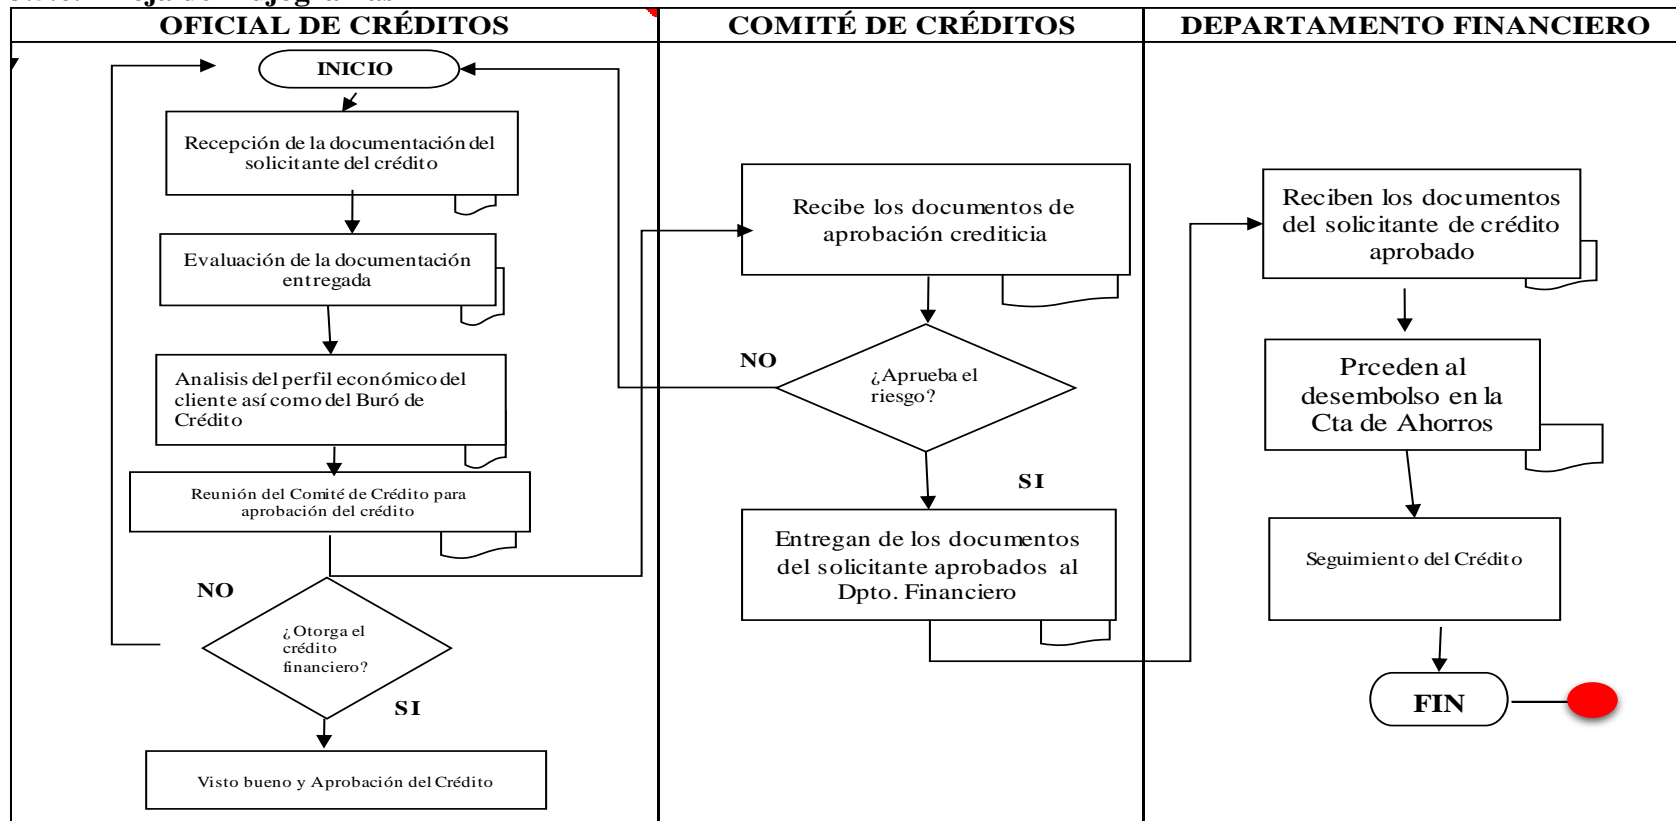 OFICIAL DE CRÉDITOS
COMITÉ DE CRÉDITOS
DEPARTAMENTO FINANCIERO
INICIO
Recepción de la documentación del
solicitante del crédito
Evaluación de la documentación
entregada
Analisis del perfil económico del
cliente así como del Buró de
Crédito
Reunión del Comité de Crédito para
aprobación del crédito
NO
¿Otorga el
crédito
financiero?
SI
Visto bueno y Aprobación del Crédito
Recibe los documentos de
aprobación crediticia
NO
¿Aprueba el
riesgo?
SI
Entregan de los documentos
del solicitante aprobados al
Dpto. Financiero
Reciben los documentos
del solicitante de crédito
aprobado
Prceden al
desembolso en la
Cta de Ahorros
Seguimiento del Crédito
FIN